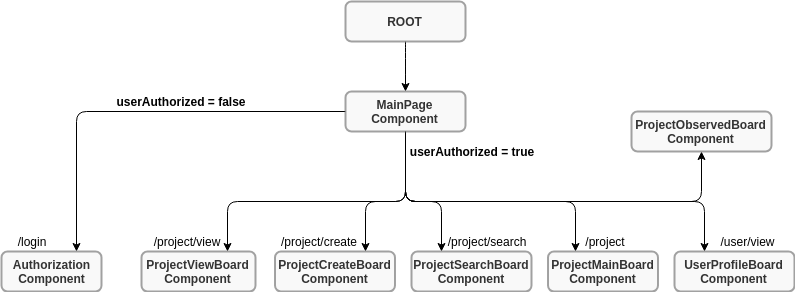 ROOT
userAuthorized = false
MainPage
Component
userAuthorized = true
ProjectObservedBoard
Component
/login
/project/view
/project/create
/project/search
/project
/user/view
Authorization
Component
ProjectViewBoard
Component
ProjectCreateBoard
Component
ProjectSearchBoard
Component
ProjectMainBoard
Component
UserProfileBoard
Component